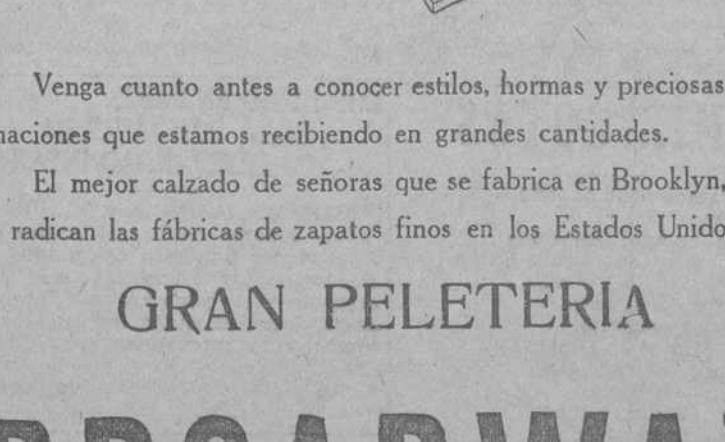 Venga cuanto antes a conocer estilos, hormas y preciosas
naciones que estamos recibiendo en grandes cantidades.
El mejor calzado de señoras que se fabrica en Brooklyn,
radican las fábricas de zapatos finos en los Estados Unido
GRAN PELETERIA
BROADWA